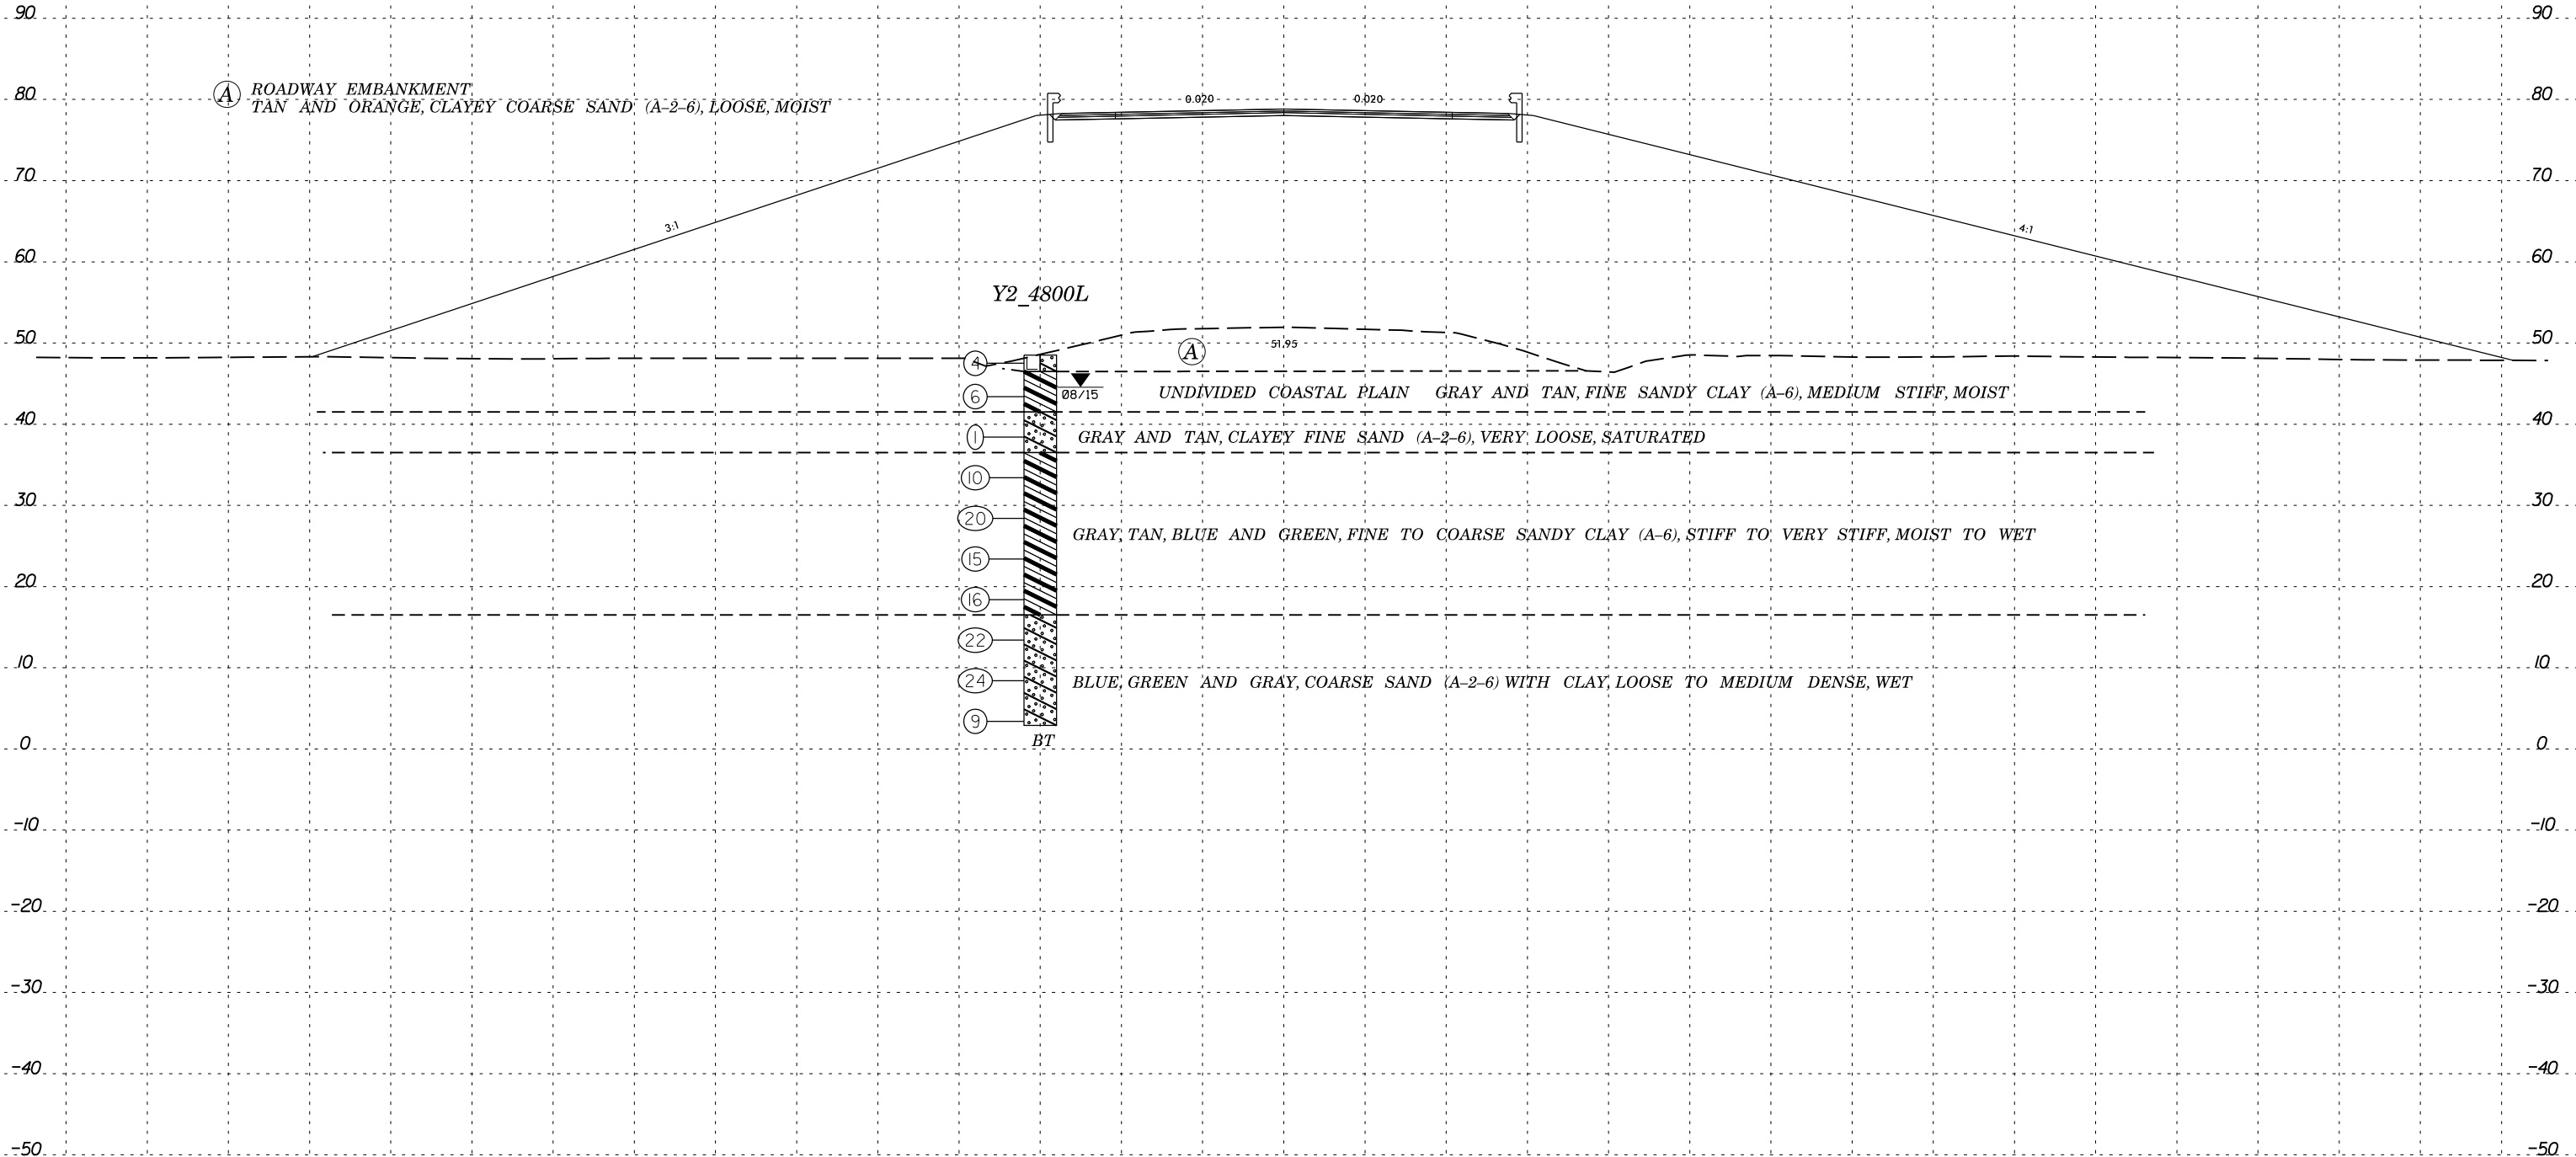 90 90
A ROADWAY EMBANKMENT
TAN AND ORANGE, CLAYEY COARSE SAND (A-2-6), LOOSE, MOIST
80 0.020 0.020 80
70 70
3:1 4:1
60 60
Y2_4800L
50 50
51.95
A
4
6 08/15 UNDIVIDED COASTAL PLAIN GRAY AND TAN, FINE SANDY CLAY (A-6), MEDIUM STIFF, MOIST
40 40
1 GRAY AND TAN, CLAYEY FINE SAND (A-2-6), VERY LOOSE, SATURATED
10
30 30
20
GRAY, TAN, BLUE AND GREEN, FINE TO COARSE SANDY CLAY (A-6), STIFF TO VERY STIFF, MOIST TO WET
15
20 20
16
22
10 10
24 BLUE, GREEN AND GRAY, COARSE SAND (A-2-6) WITH CLAY, LOOSE TO MEDIUM DENSE, WET
9
BT
0 0
-10 -10
-20 -20
-30 -30
-40 -40
-50 -50